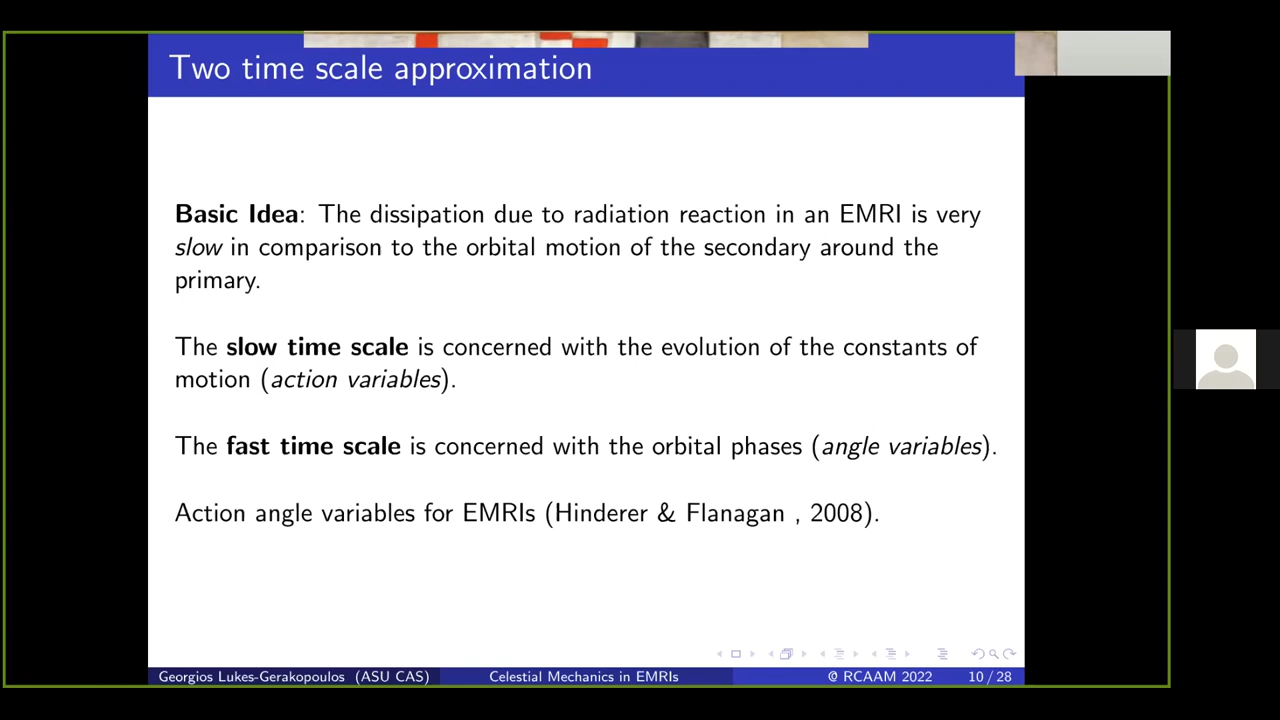 Two time scale approximation
Basic Idea: The dissipation due to radiation reaction in an EMRI is very
slow in comparison to the orbital motion of the secondary around the
primary.
The slow time scale is concerned with the evolution of the constants of
motion (action variables).
The fast time scale is concerned with the orbital phases (angle variables).
Action angle variables for EMRIs (Hinderer & Flanagan , 2008).
Georgios Lukes-Gerakopoulos (ASU CAS) Celestial Mechanics in EMRIs @ RCAAM 2022 10 / 28